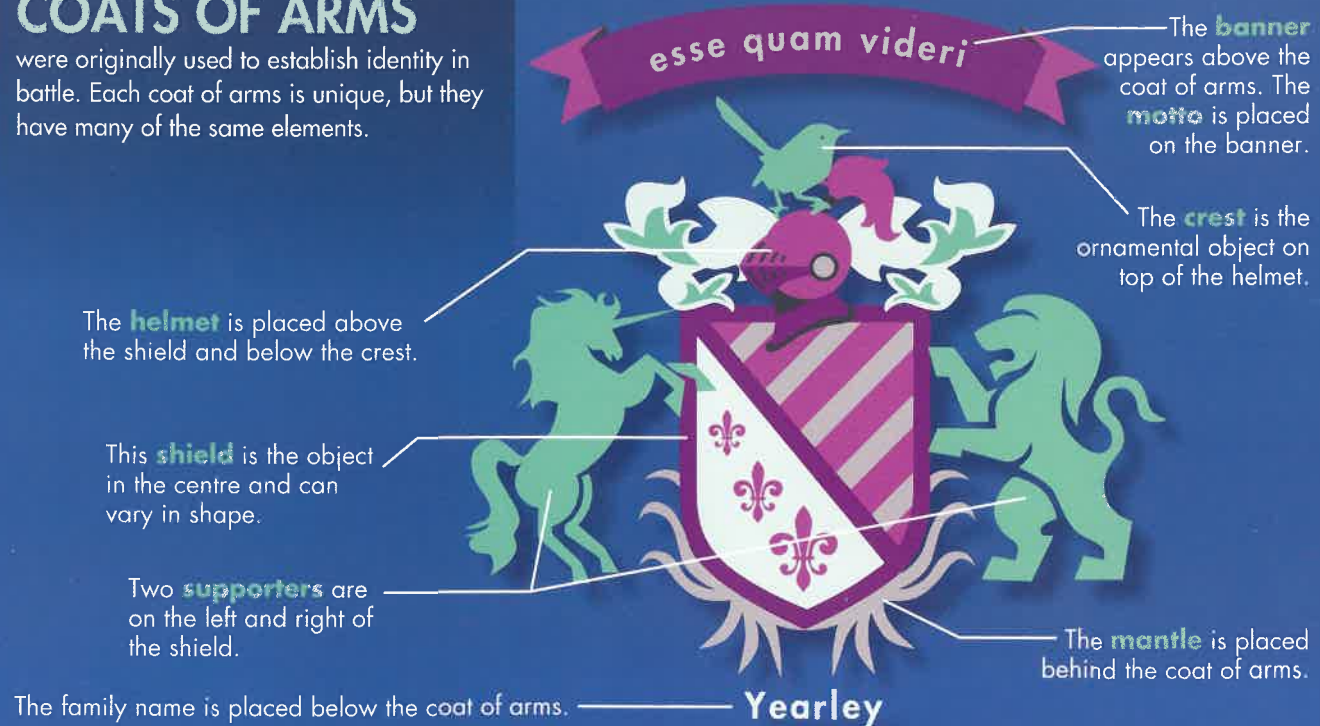 COATS OF ARMS
were originally used to establish identity in
battle. Each coat of arms is unique, but they
have many of the same elements.
esse quam videri
The banner
appears above the
coat of arms. The
motto is placed
on the banner.
The crest is the
ornamental object on
top of the helmet.
The helmet is placed above
the shield and below the crest.
This shield is the object
in the centre and can
vary in shape.
Two supporters are
on the left and right of
the shield.
The mantle is placed
behind the coat of arms.
The family name is placed below the coat of arms.
Yearley